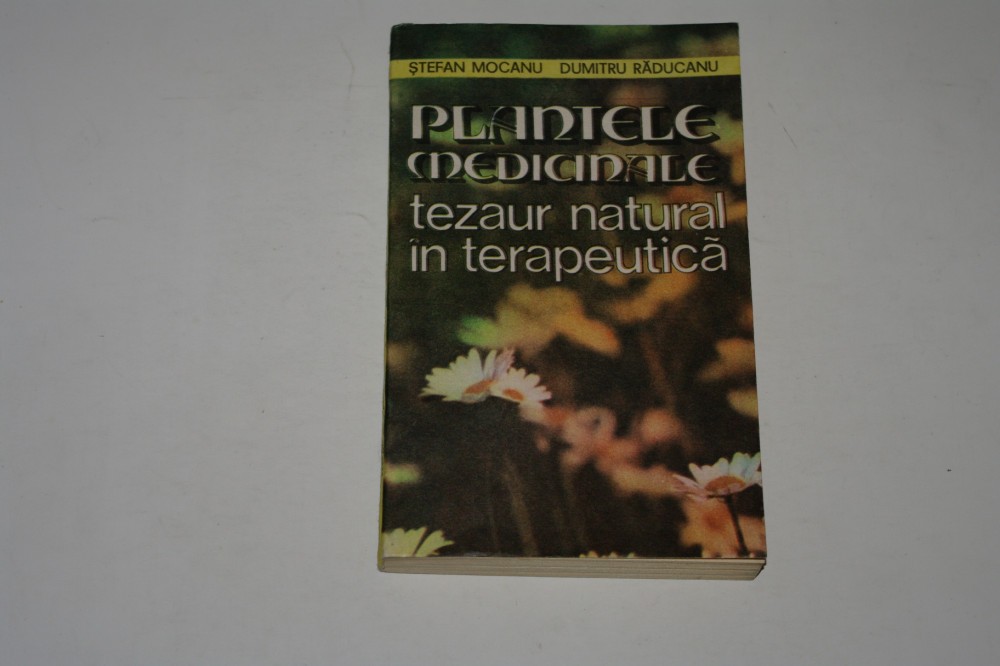 ŞTEFAN MOCANU DUMITRU RĂDUCANU
PLANTELE
MEDICINALE
tezaur natural
în terapeutică